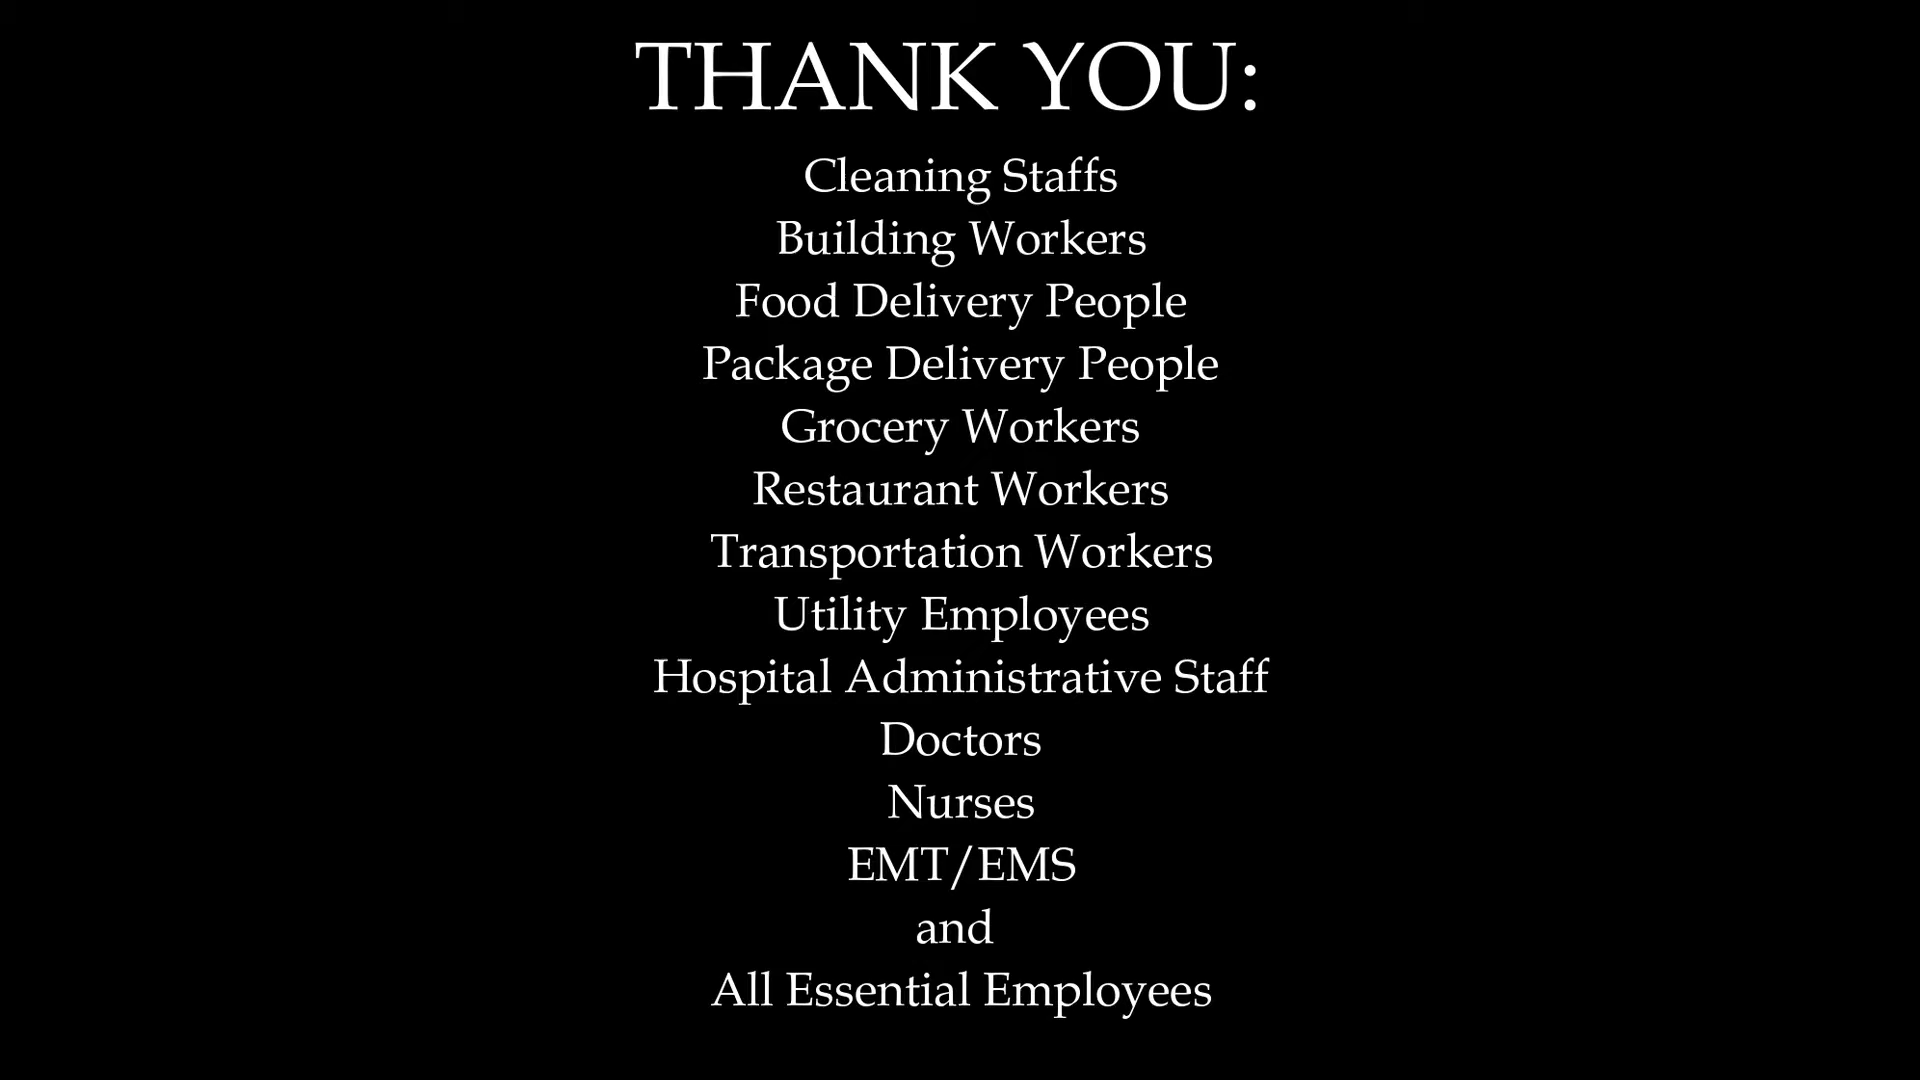 THANK YOU:
Cleaning Staffs
Building Workers
Food Delivery People
Package Delivery People
Grocery Workers
Restaurant Workers
Transportation Workers
Utility Employees
Hospital Administrative Staff
Doctors
Nurses
EMT/EMS
and
All Essential Employees